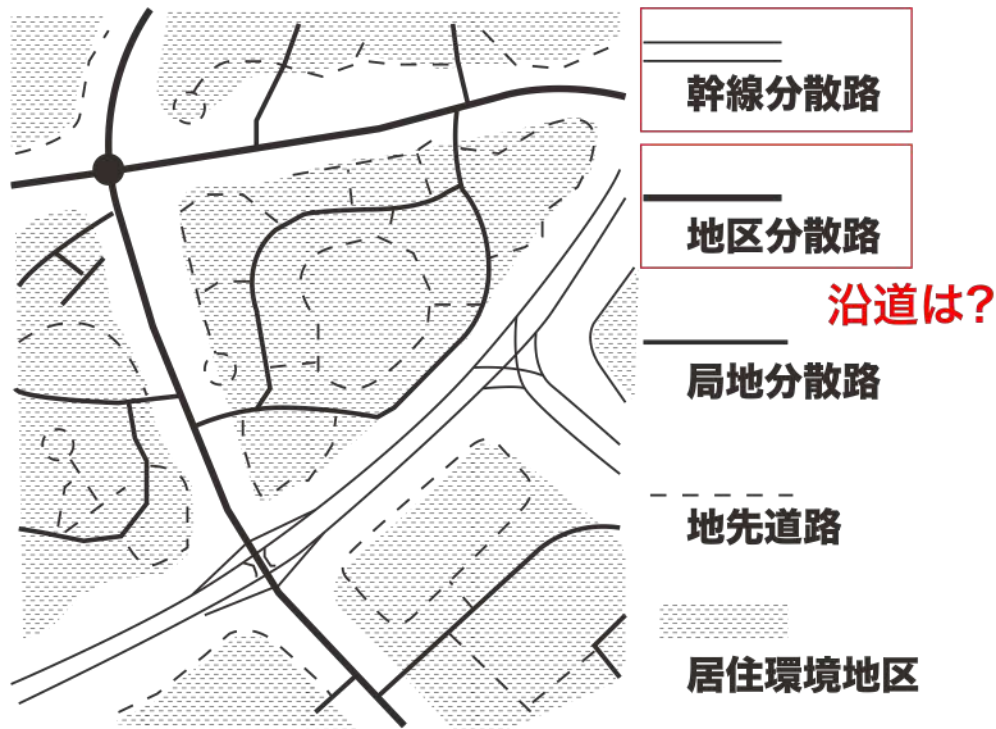 幹線分散路
地区分散路
沿道は?
局地分散路
地先道路
居住環境地区